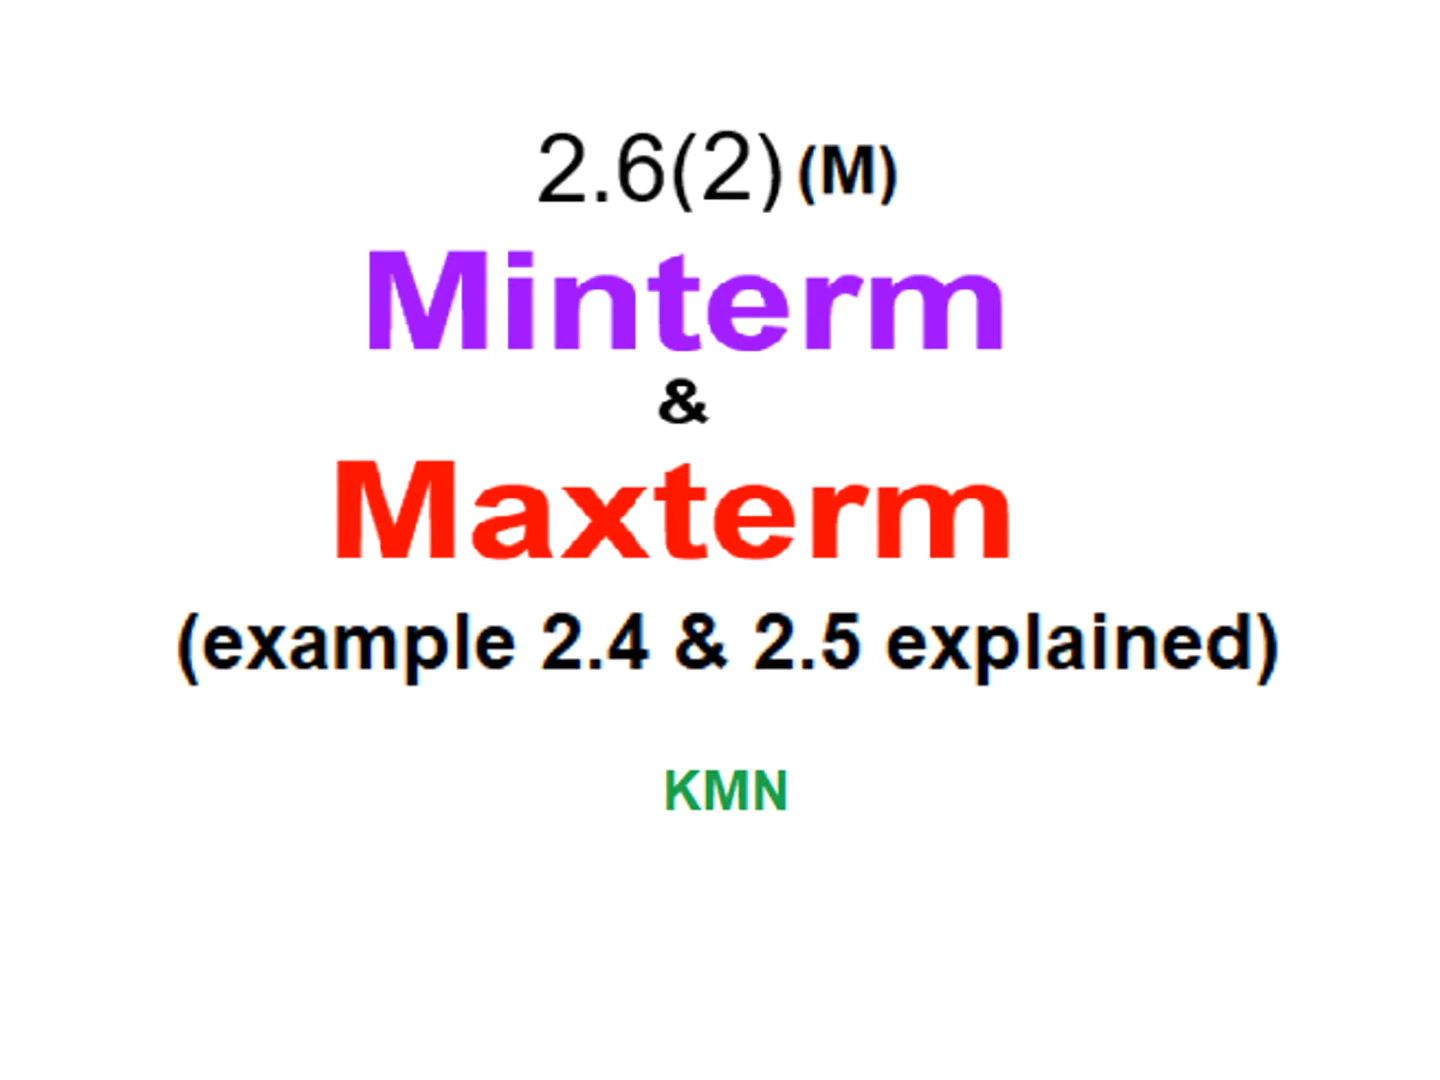 2.6(2) (M)
Minterm
&
Maxterm
(example 2.4 & 2.5 explained)
KMN